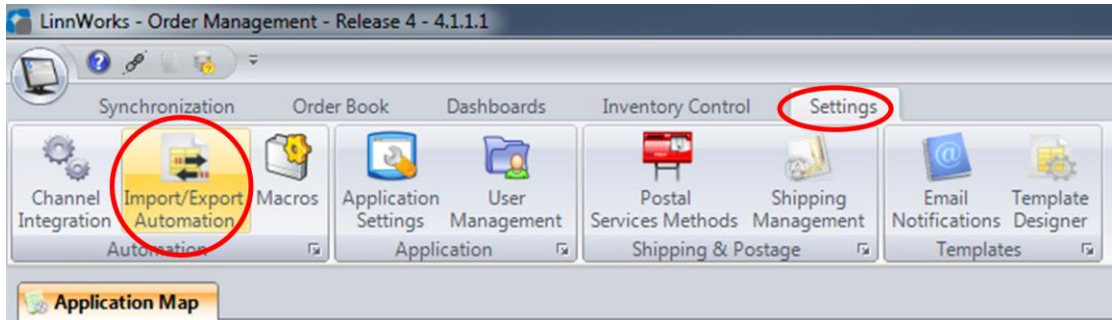 LinnWorks - Order Management - Release 4 - 4.1.1.1
Synchronization Order Book Dashboards Inventory Control Settings
Channel Integration Import/Export Automation Macros Application Settings User Management Postal Services Methods Shipping Management Email Notifications Template Designer
Automation Application Shipping & Postage Templates
Application Map